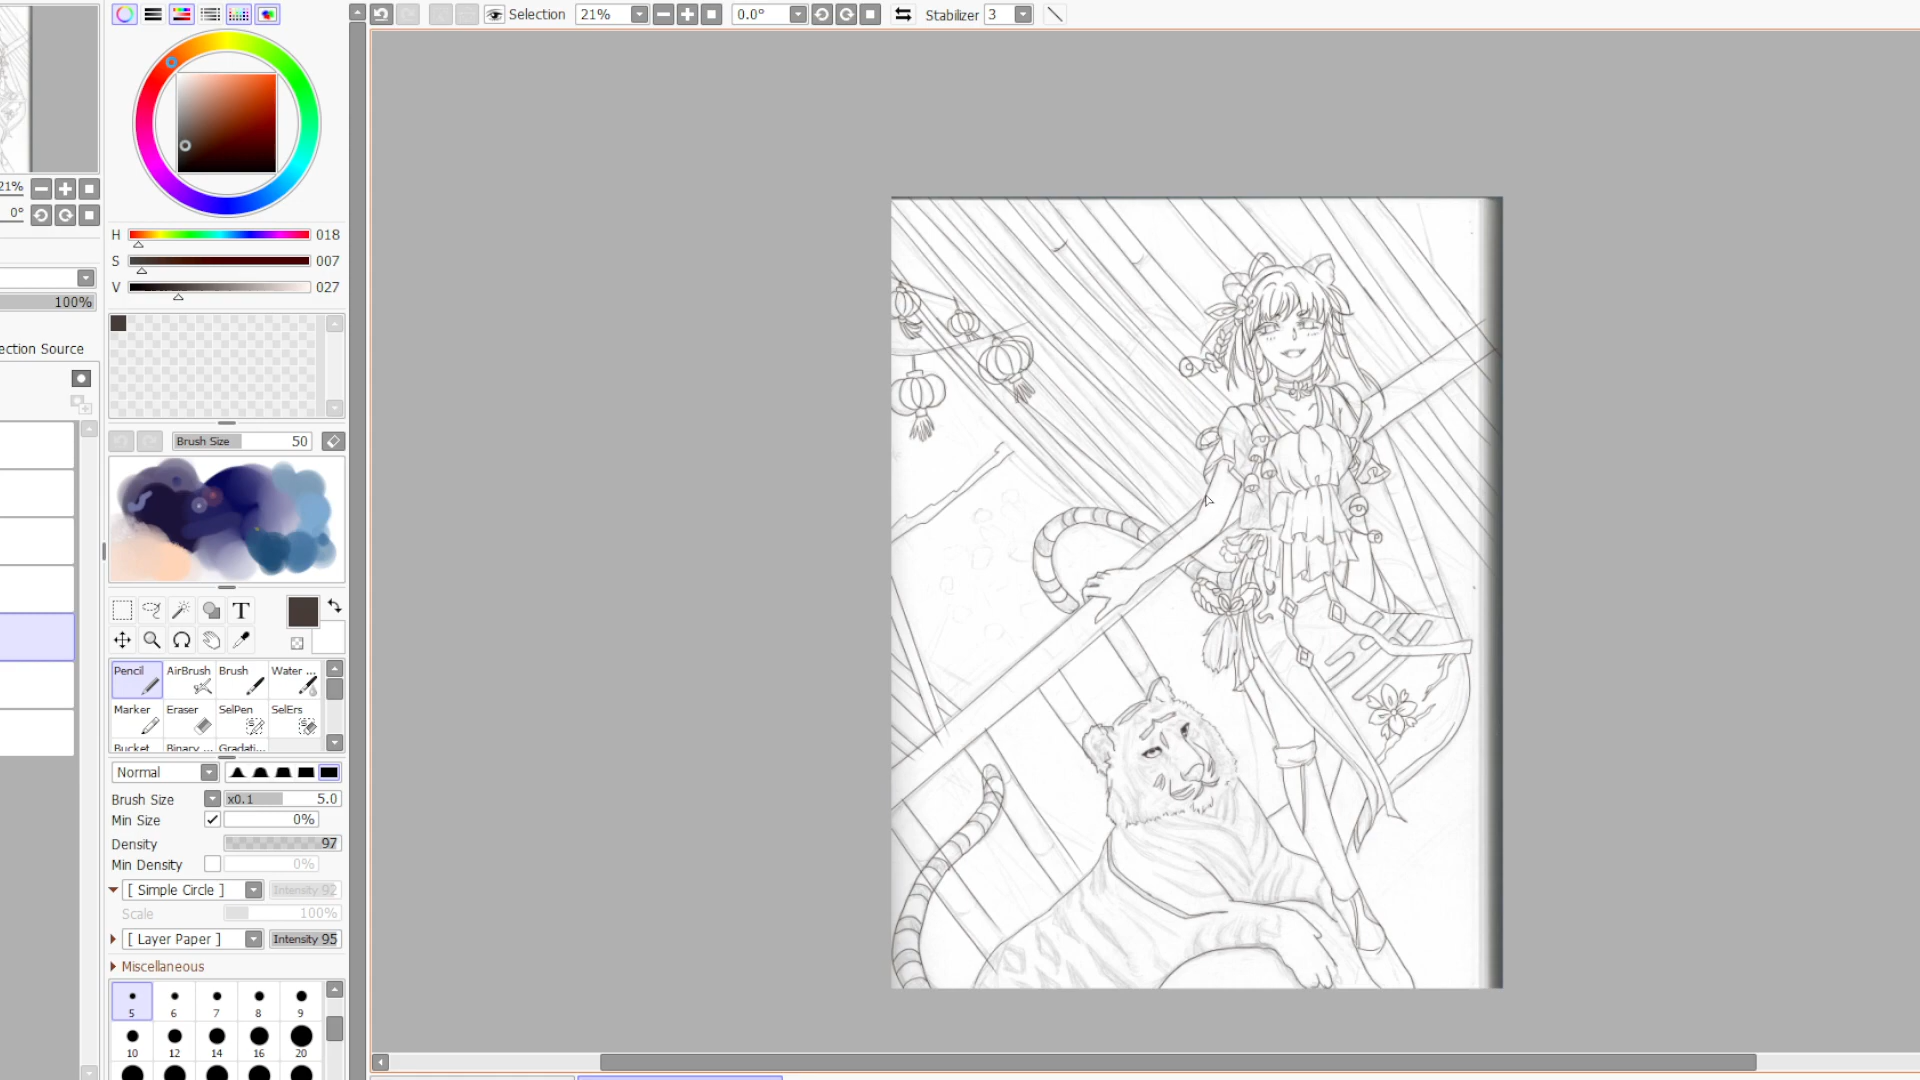 Selection 21% 0.0° Stabilizer 3
21%
0°
H 018
S 007
V 027
100%
ection Source
Brush Size 50
T
Pencil AirBrush Brush Water ...
Marker Eraser SelPen SelErs
Bucket Binary ... Gradati...
Normal
Brush Size x0.1 5.0
Min Size 0%
Density 97
Min Density 0%
[ Simple Circle ] Intensity 92
Scale 100%
[ Layer Paper ] Intensity 95
Miscellaneous
5 6 7 8 9
10 12 14 16 20